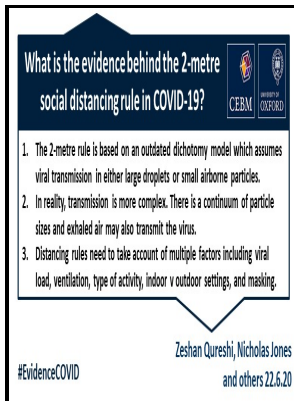 What is the evidence behind the 2-metre
social distancing rule in COVID-19?
CEBM
UNIVERSITY OF
OXFORD
1. The 2-metre rule is based on an outdated dichotomy model which assumes
viral transmission in either large droplets or small airborne particles.
2. In reality, transmission is more complex. There is a continuum of particle
sizes and exhaled air may also transmit the virus.
3. Distancing rules need to take account of multiple factors including viral
load, ventilation, type of activity, indoor v outdoor settings, and masking.
Zeshan Qureshi, Nicholas Jones
#EvidenceCOVID
and others 22.6.20